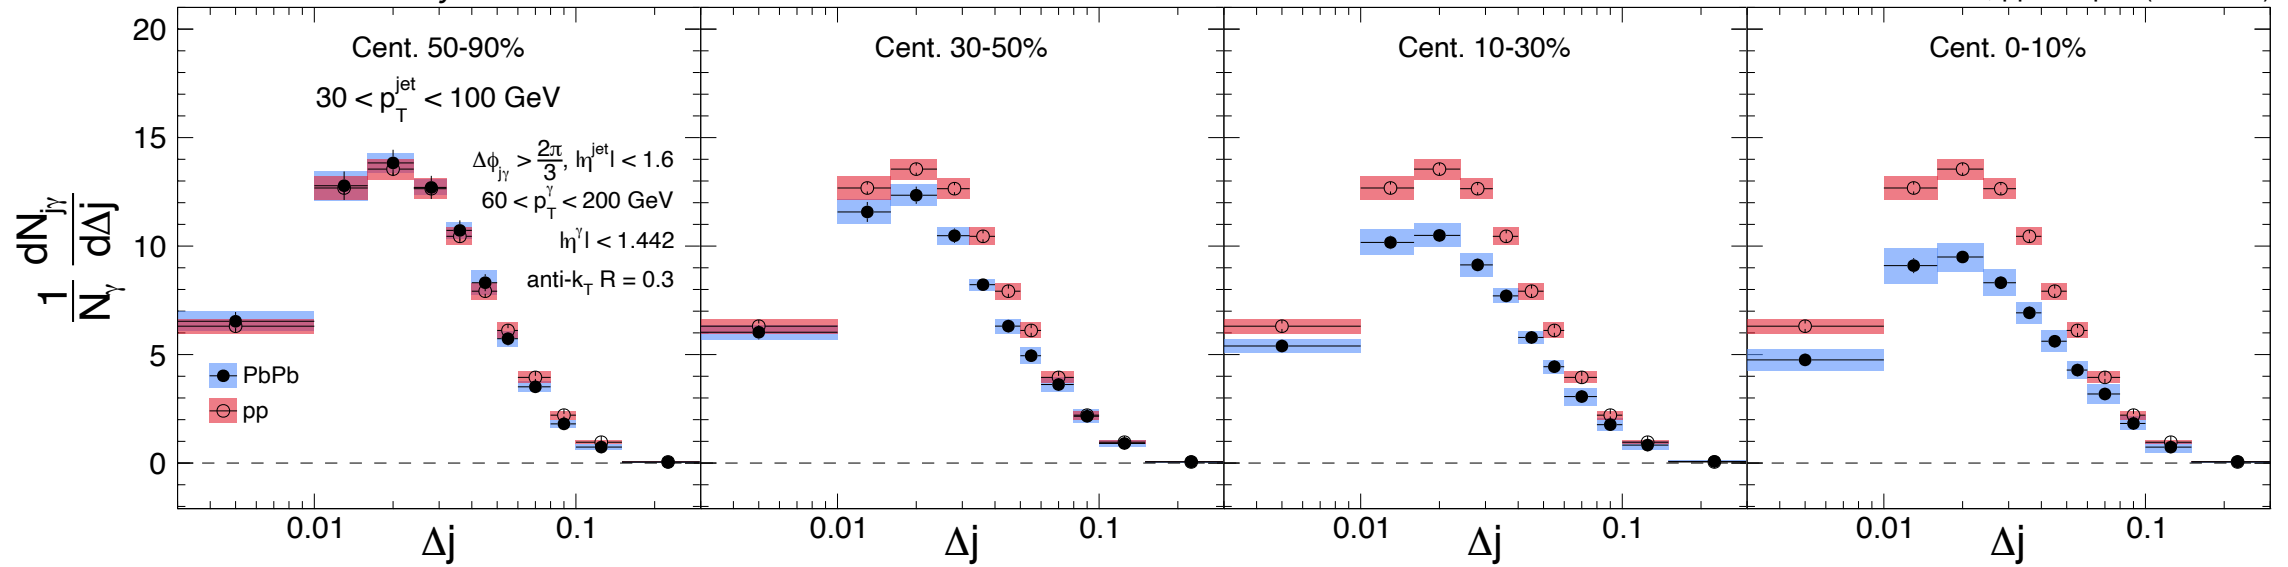 20
15
10
5
0
1/N_γ dN_jγ/dΔj
Cent. 50-90%
30 < p_T^jet < 100 GeV
Δϕ_jγ > 2π/3, |η^jet| < 1.6
60 < p_T^γ < 200 GeV
|η^γ| < 1.442
anti-k_T R = 0.3
PbPb
pp
0.01 0.1
Δj
Cent. 30-50%
0.01 0.1
Δj
Cent. 10-30%
0.01 0.1
Δj
Cent. 0-10%
0.01 0.1
Δj